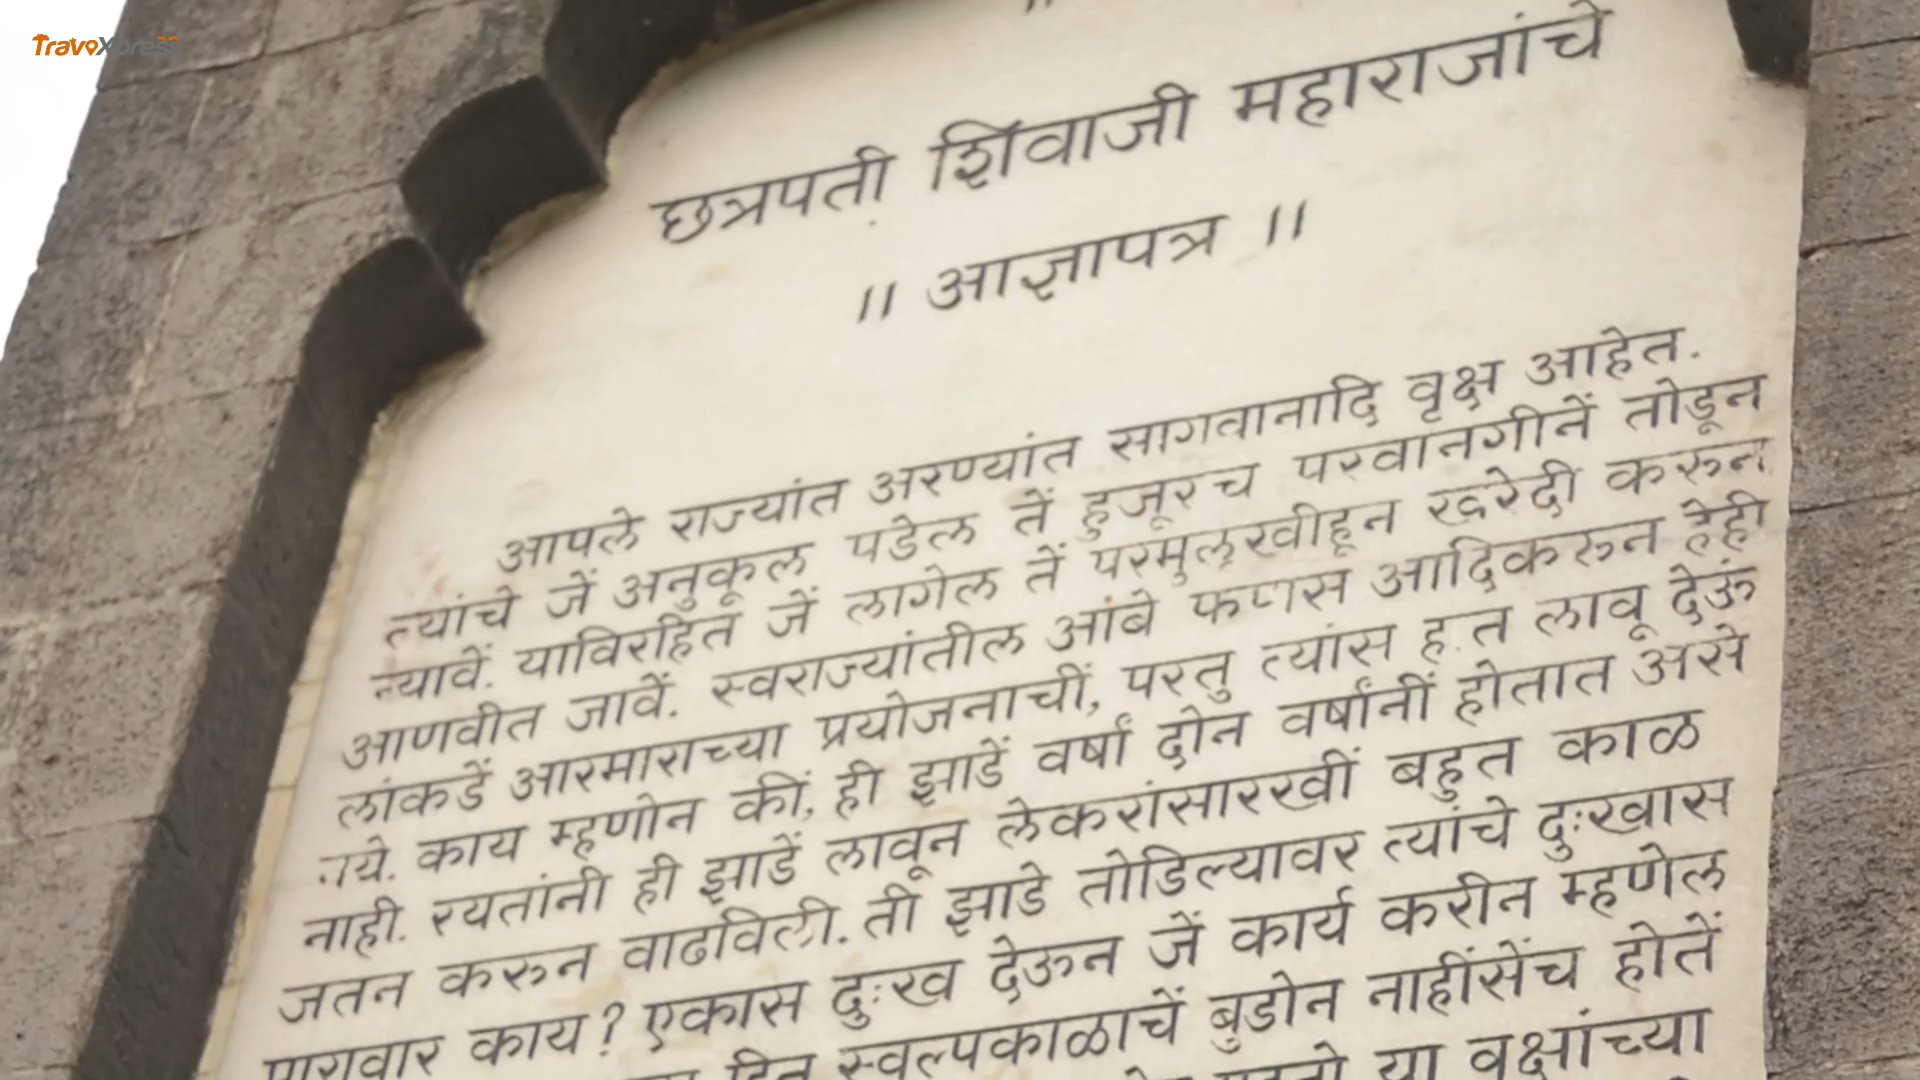 TravoXpress
छत्रपती शिवाजी महाराजांचे
॥ आज्ञापत्र ॥
आपले राज्यांत अरण्यांत सागवानादि वृक्ष आहेत.
त्यांचे जें अनुकूल पडेल तें हुजूरच परवानगीनें तोडून
न्यावें. याविरहित जें लागेल तें परमुलुखीहून खरेदी करून
आणवीत जावें. स्वराज्यांतील आंबे फणस आदिकरून हेही
लांकडें आरमाराच्या प्रयोजनाचीं, परतु त्यांस हात लावू देऊं
नये. काय म्हणोन कीं, ही झाडें वर्षां दोन वर्षांनीं होतात असे
नाही. रयतांनी ही झाडें लावून लेकरांसारखीं बहुत काळ
जतन करून वाढविली. ती झाडे तोडिल्यावर त्यांचे दुःखास
पारावार काय? एकास दुःख देऊन जें कार्य करीन म्हणेल
स्वल्पकाळाचें बुडोन नाहींसेंच होतें
या वृक्षांच्या